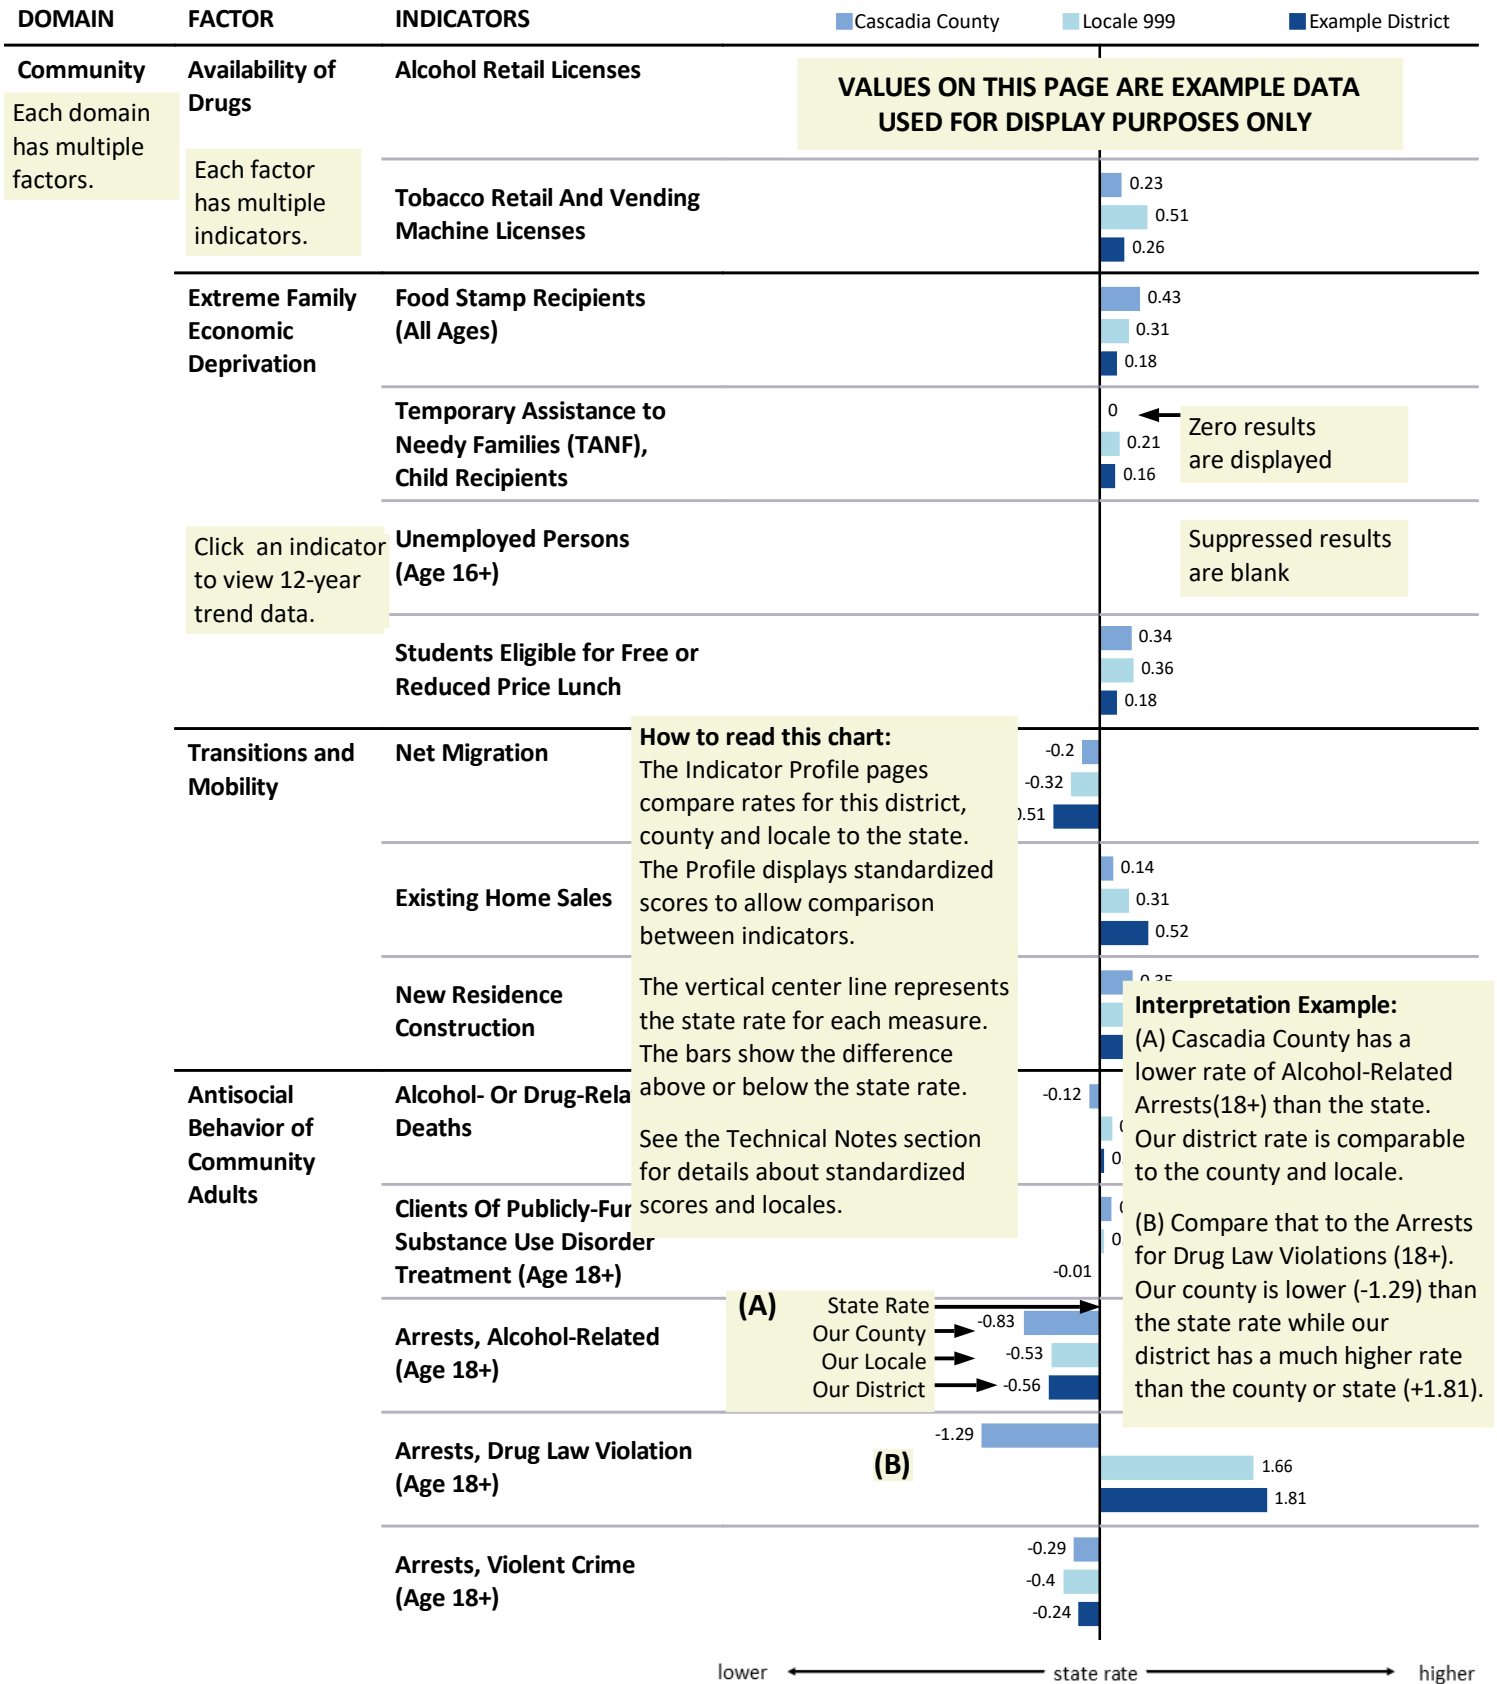 DOMAIN FACTOR INDICATORS Cascadia County Locale 999 Example District
Community Availability of Drugs Alcohol Retail Licenses
Each domain
has multiple
factors.
VALUES ON THIS PAGE ARE EXAMPLE DATA
USED FOR DISPLAY PURPOSES ONLY
Each factor
has multiple
indicators.
Tobacco Retail And Vending
Machine Licenses
0.23
0.51
0.26
Extreme Family
Economic
Deprivation
Food Stamp Recipients
(All Ages)
0.43
0.31
0.18
Temporary Assistance to
Needy Families (TANF),
Child Recipients
0
0.21
0.16
Zero results
are displayed
Click an indicator
to view 12-year
trend data.
Unemployed Persons
(Age 16+)
Suppressed results
are blank
Students Eligible for Free or
Reduced Price Lunch
0.34
0.36
0.18
Transitions and
Mobility
Net Migration
-0.2
-0.32
.51
How to read this chart:
The Indicator Profile pages
compare rates for this district,
county and locale to the state.
The Profile displays standardized
scores to allow comparison
between indicators.
The vertical center line represents
the state rate for each measure.
The bars show the difference
above or below the state rate.
See the Technical Notes section
for details about standardized
scores and locales.
Existing Home Sales
0.14
0.31
0.52
New Residence
Construction
Interpretation Example:
(A) Cascadia County has a
lower rate of Alcohol-Related
Arrests(18+) than the state.
Our district rate is comparable
to the county and locale.
(B) Compare that to the Arrests
for Drug Law Violations (18+).
Our county is lower (-1.29) than
the state rate while our
district has a much higher rate
than the county or state (+1.81).
Antisocial
Behavior of
Community
Adults
Alcohol- Or Drug-Rela
Deaths
-0.12
0.
Clients Of Publicly-Fun
Substance Use Disorder
Treatment (Age 18+)
0.
-0.01
Arrests, Alcohol-Related
(Age 18+)
(A) State Rate
Our County -0.83
Our Locale -0.53
Our District -0.56
Arrests, Drug Law Violation
(Age 18+)
(B)
-1.29
1.66
1.81
Arrests, Violent Crime
(Age 18+)
-0.29
-0.4
-0.24
lower state rate higher